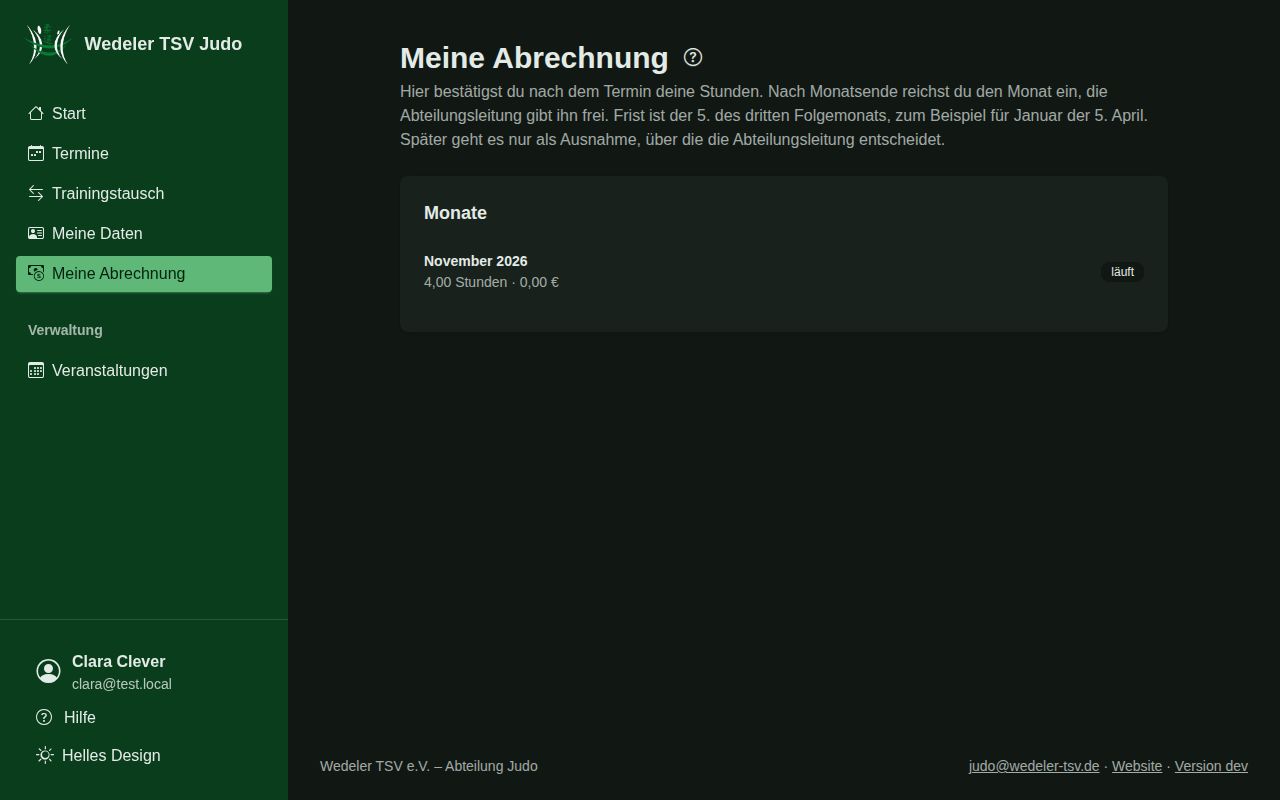 Wedeler TSV Judo
Start
Termine
Trainingstausch
Meine Daten
Meine Abrechnung
Verwaltung
Veranstaltungen
Clara Clever
clara@test.local
Hilfe
Helles Design
Meine Abrechnung
Hier bestätigst du nach dem Termin deine Stunden. Nach Monatsende reichst du den Monat ein, die
Abteilungsleitung gibt ihn frei. Frist ist der 5. des dritten Folgemonats, zum Beispiel für Januar der 5. April.
Später geht es nur als Ausnahme, über die die Abteilungsleitung entscheidet.
Monate
November 2026
4,00 Stunden · 0,00 €
läuft
Wedeler TSV e.V. – Abteilung Judo
judo@wedeler-tsv.de · Website · Version dev